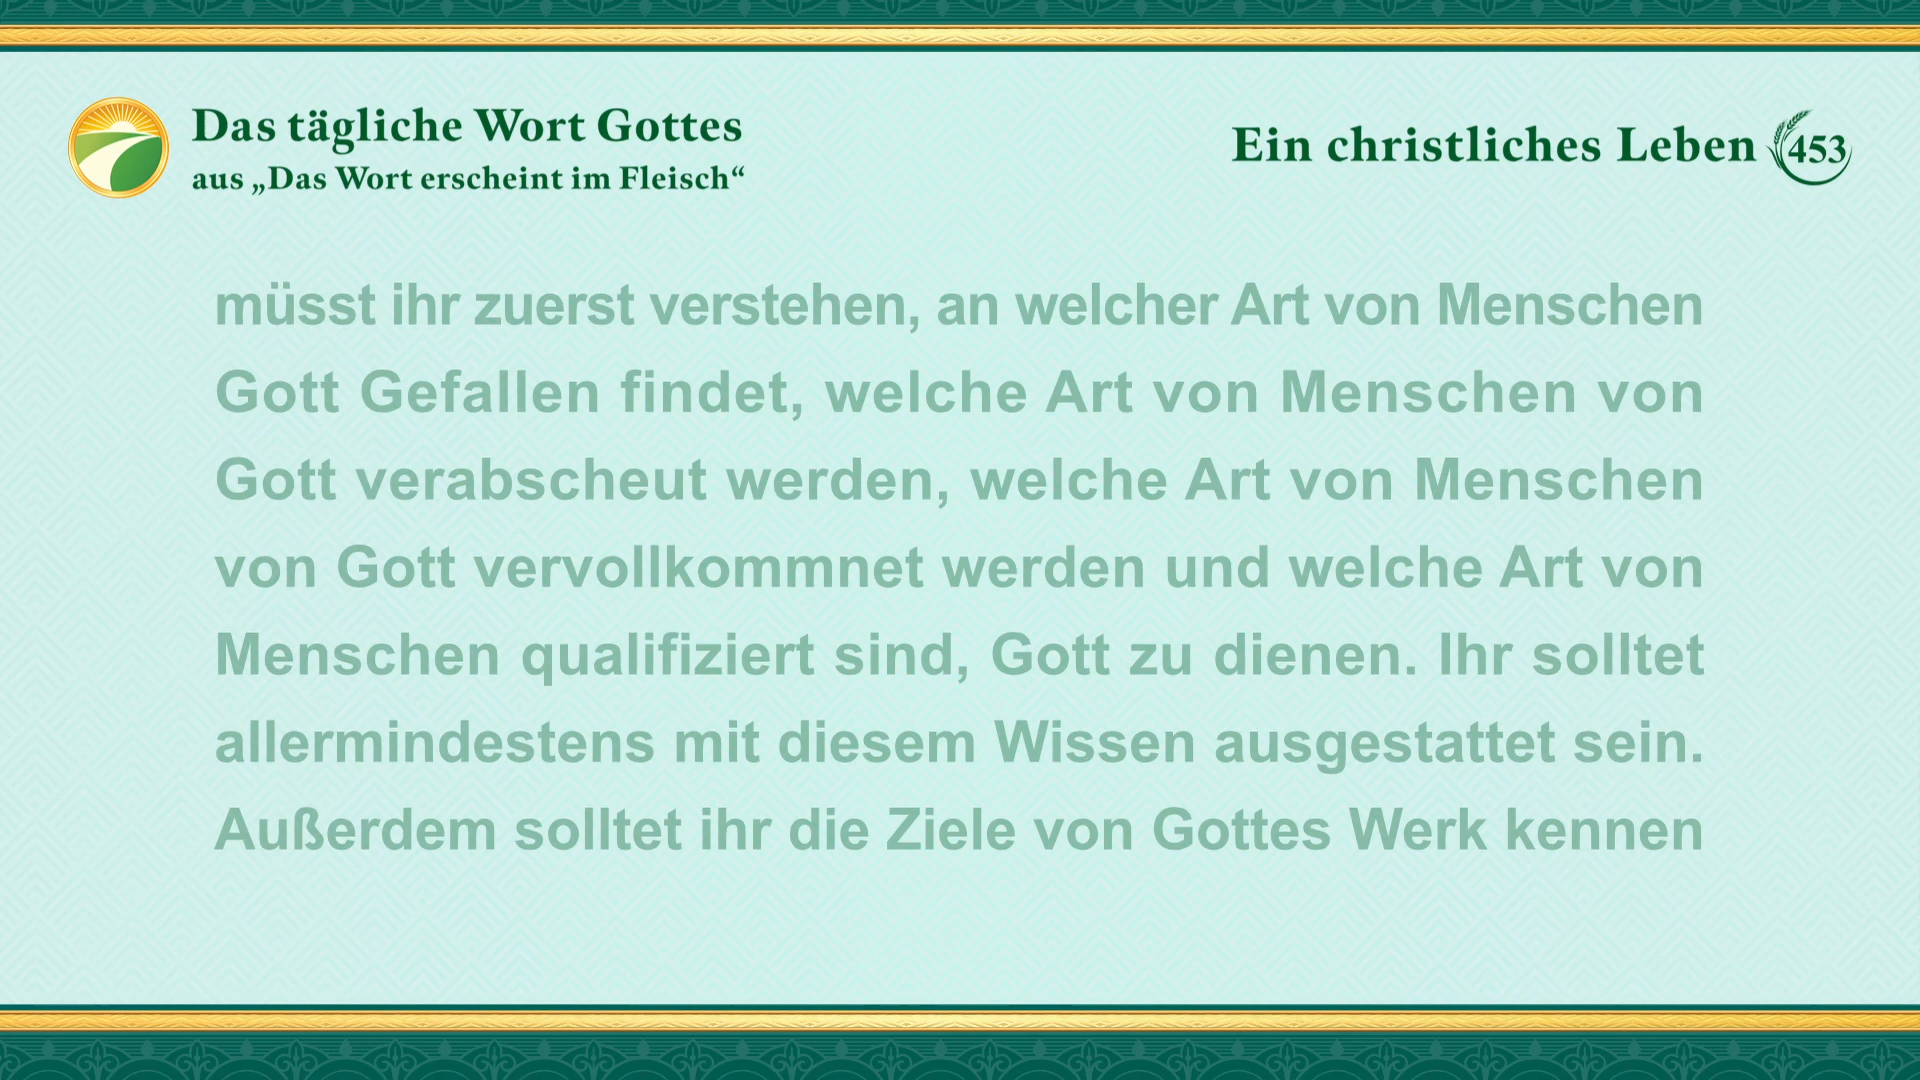 Das tägliche Wort Gottes
aus „Das Wort erscheint im Fleisch“
Ein christliches Leben 453
müsst ihr zuerst verstehen, an welcher Art von Menschen
Gott Gefallen findet, welche Art von Menschen von
Gott verabscheut werden, welche Art von Menschen
von Gott vervollkommnet werden und welche Art von
Menschen qualifiziert sind, Gott zu dienen. Ihr solltet
allermindestens mit diesem Wissen ausgestattet sein.
Außerdem solltet ihr die Ziele von Gottes Werk kennen